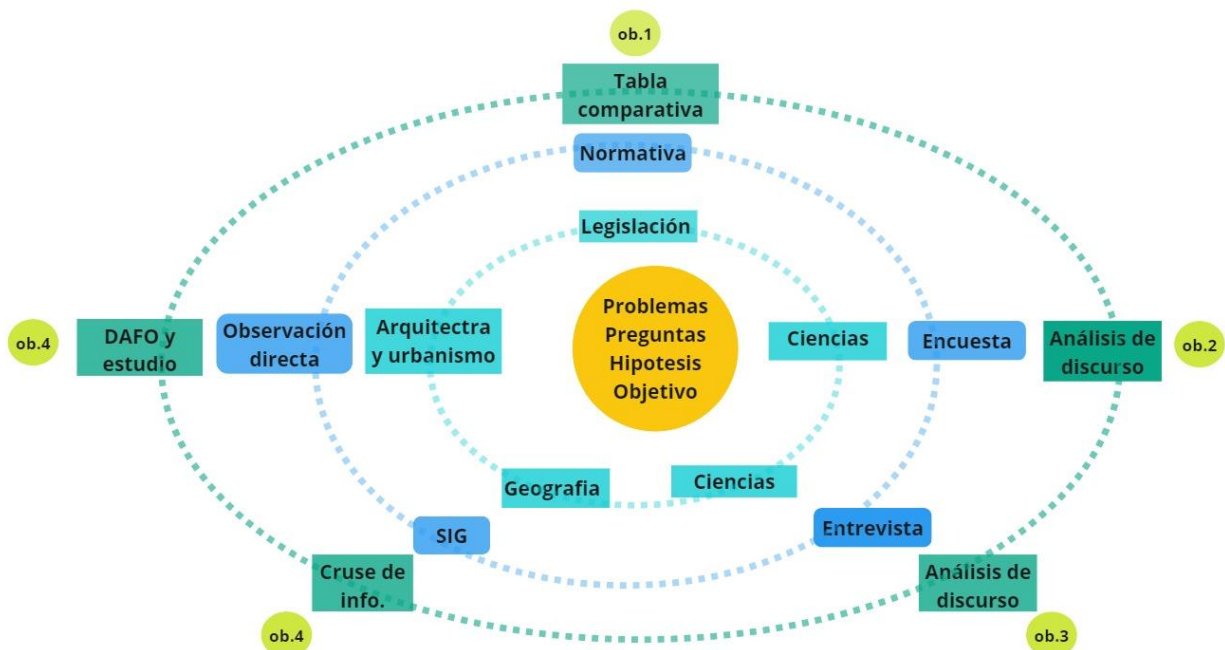 ob.1
Tabla
comparativa
Normativa
Legislación
Problemas
Preguntas
Hipotesis
Objetivo
ob.4
DAFO y
estudio
Observación
directa
Arquitectra
y urbanismo
Ciencias
Encuesta
Análisis de
discurso
ob.2
Geografia
Ciencias
SIG
Entrevista
Cruse de
info.
Análisis de
discurso
ob.4
ob.3